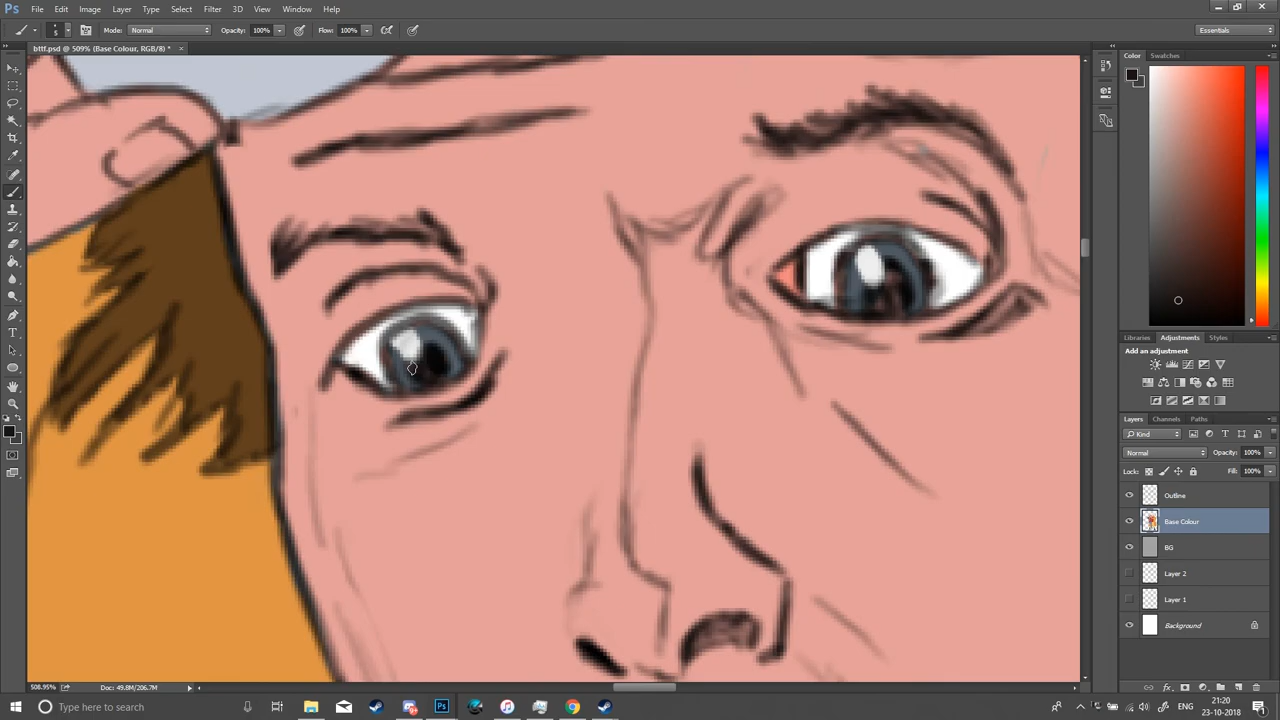 Ps File Edit Image Layer Type Select Filter 3D View Window Help
5 Mode: Normal Opacity: 100% Flow: 100% Essentials
bttf.psd @ 509% (Base Colour, RGB/8) * ×
Color Swatches
Libraries Adjustments Styles
Add an adjustment
Layers Channels Paths
Kind
Normal Opacity: 100%
Lock: Fill: 100%
Outline
Base Colour
BG
Layer 2
Layer 1
Background
508.95% Doc: 49.8M/206.7M
Type here to search
ENG
21:20
23-10-2018